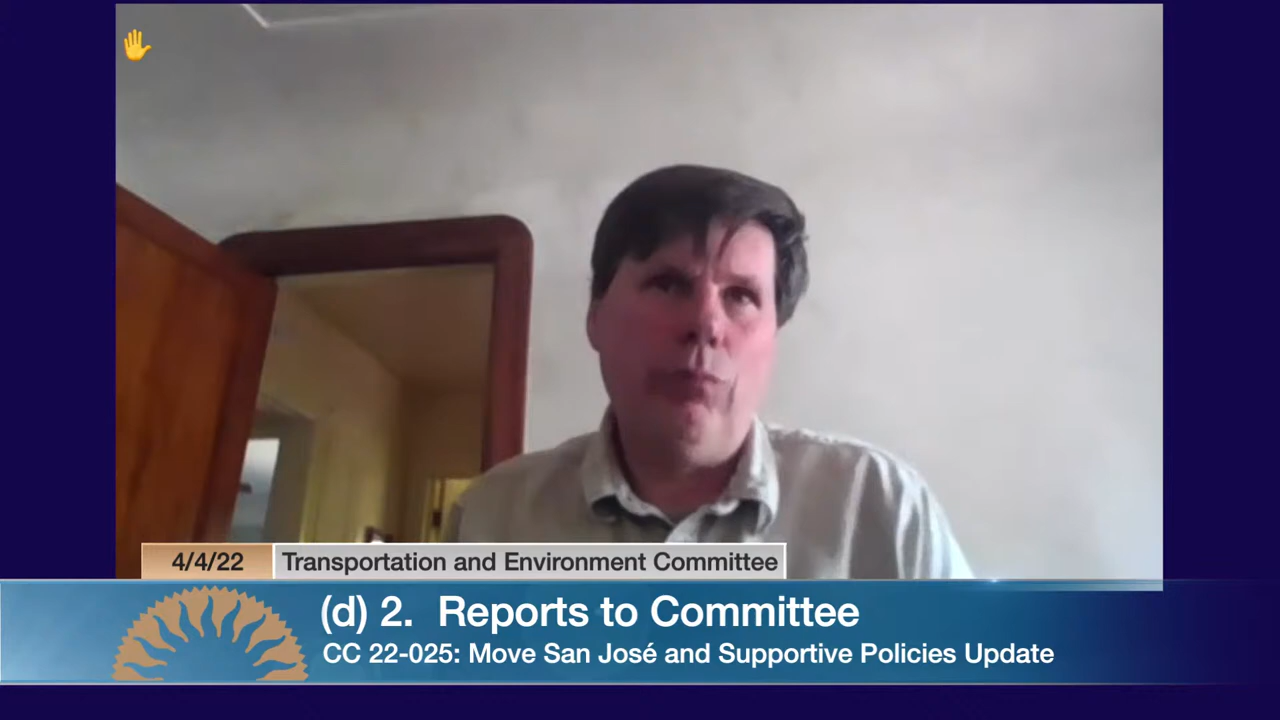 4/4/22 Transportation and Environment Committee
(d) 2. Reports to Committee
CC 22-025: Move San José and Supportive Policies Update